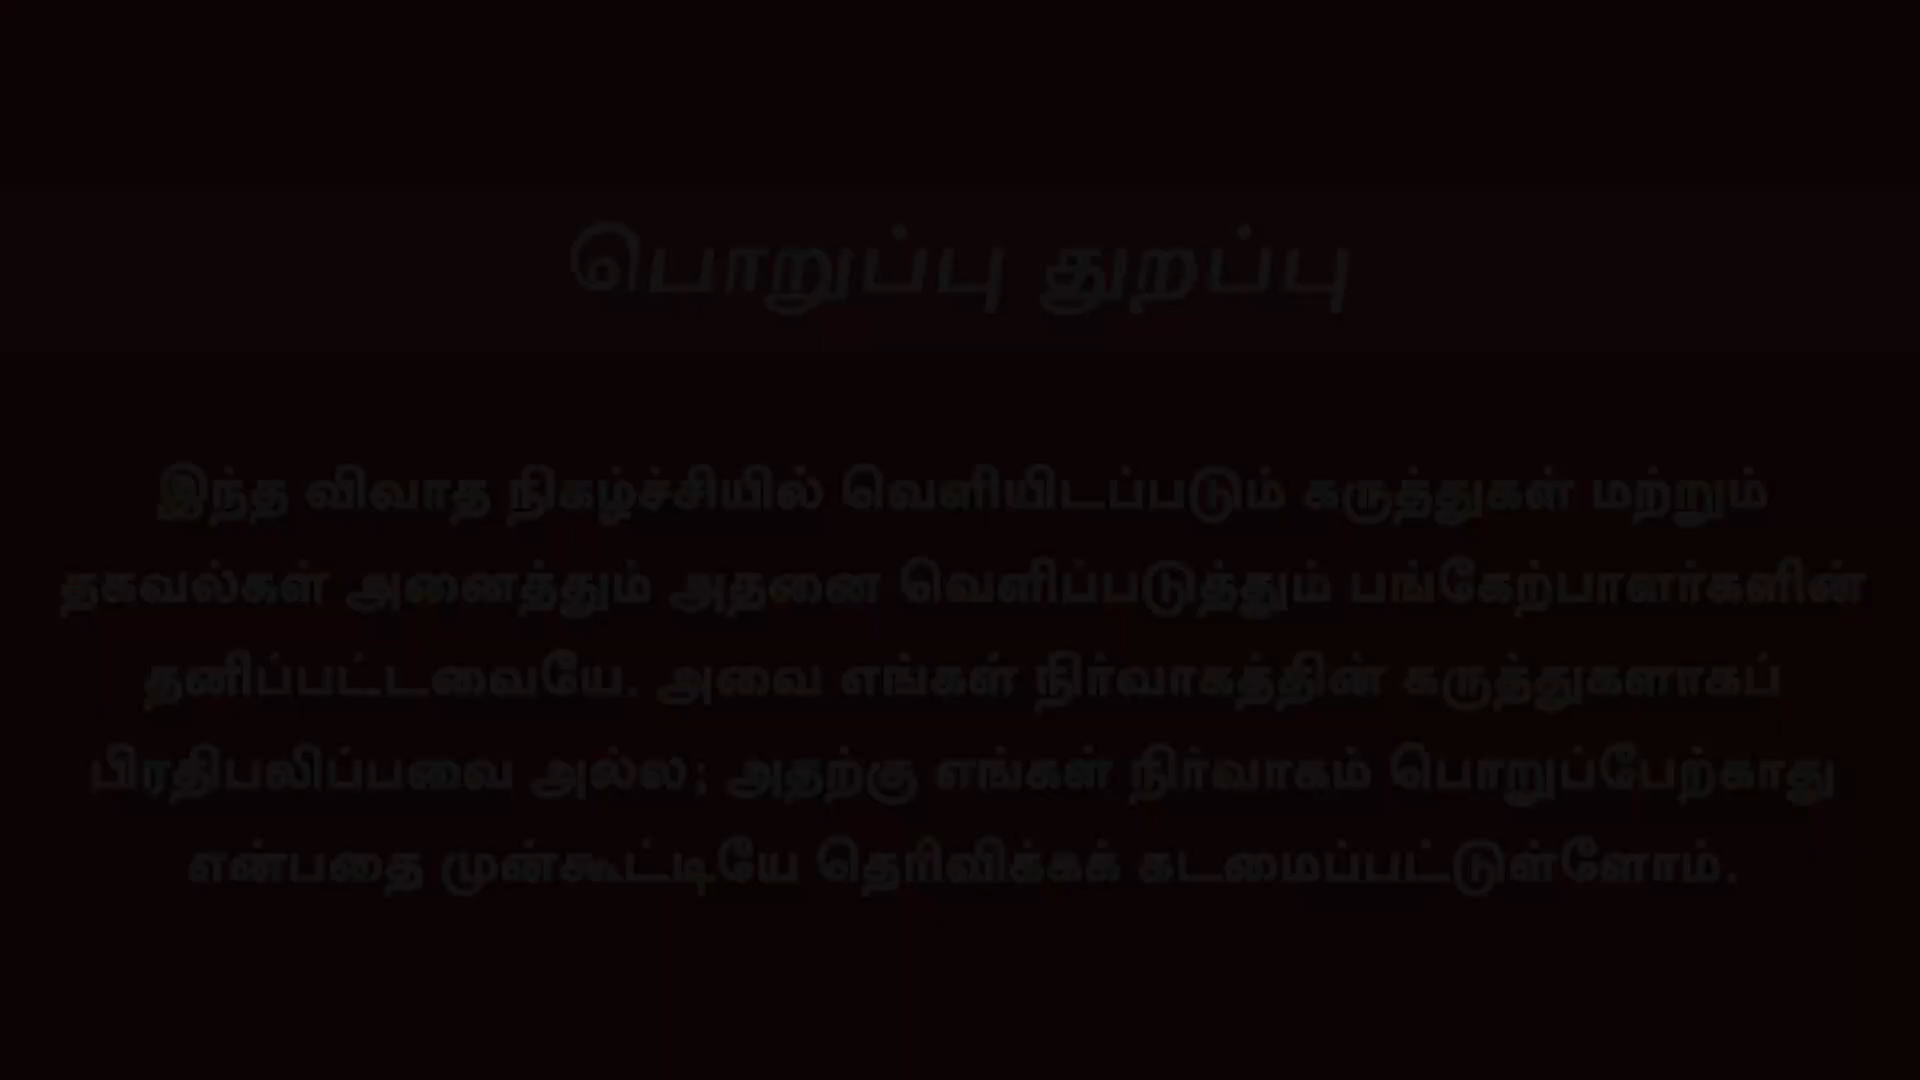 பொறுப்பு துறப்பு
இந்த விவாத நிகழ்ச்சியில் வெளியிடப்படும் கருத்துகள் மற்றும்
தகவல்கள் அனைத்தும் அதனை வெளிப்படுத்தும் பங்கேற்பாளர்களின்
தனிப்பட்டவையே. அவை எங்கள் நிர்வாகத்தின் கருத்துகளாகப்
பிரதிபலிப்பவை அல்ல; அதற்கு எங்கள் நிர்வாகம் பொறுப்பேற்காது
என்பதை முன்கூட்டியே தெரிவிக்கக் கடமைப்பட்டுள்ளோம்.